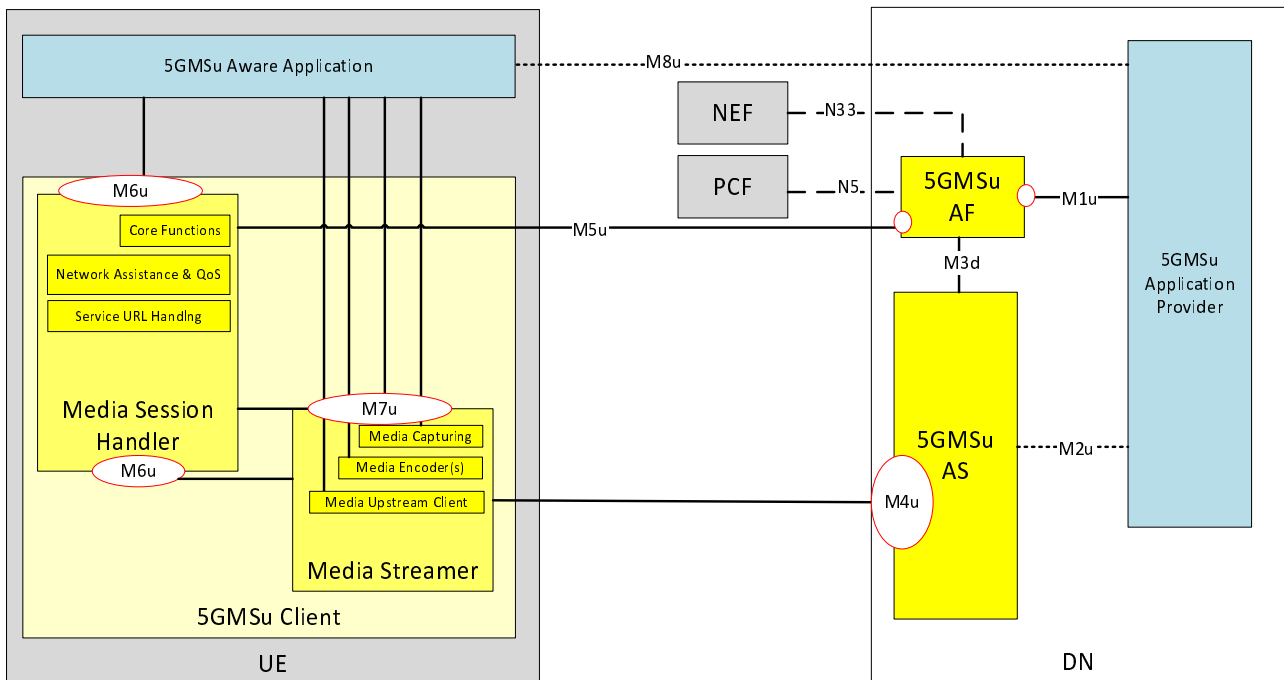 5GMSu Aware Application
M8u
NEF
N33
PCF
N5
5GMSu
AF
M1u
M6u
Core Functions
M5u
M3d
Network Assistance & QoS
Service URL Handlng
5GMSu
Application
Provider
Media Session
Handler
M6u
M7u
Media Capturing
Media Encoder(s)
Media Upstream Client
Media Streamer
5GMSu
AS
M2u
M4u
5GMSu Client
UE
DN